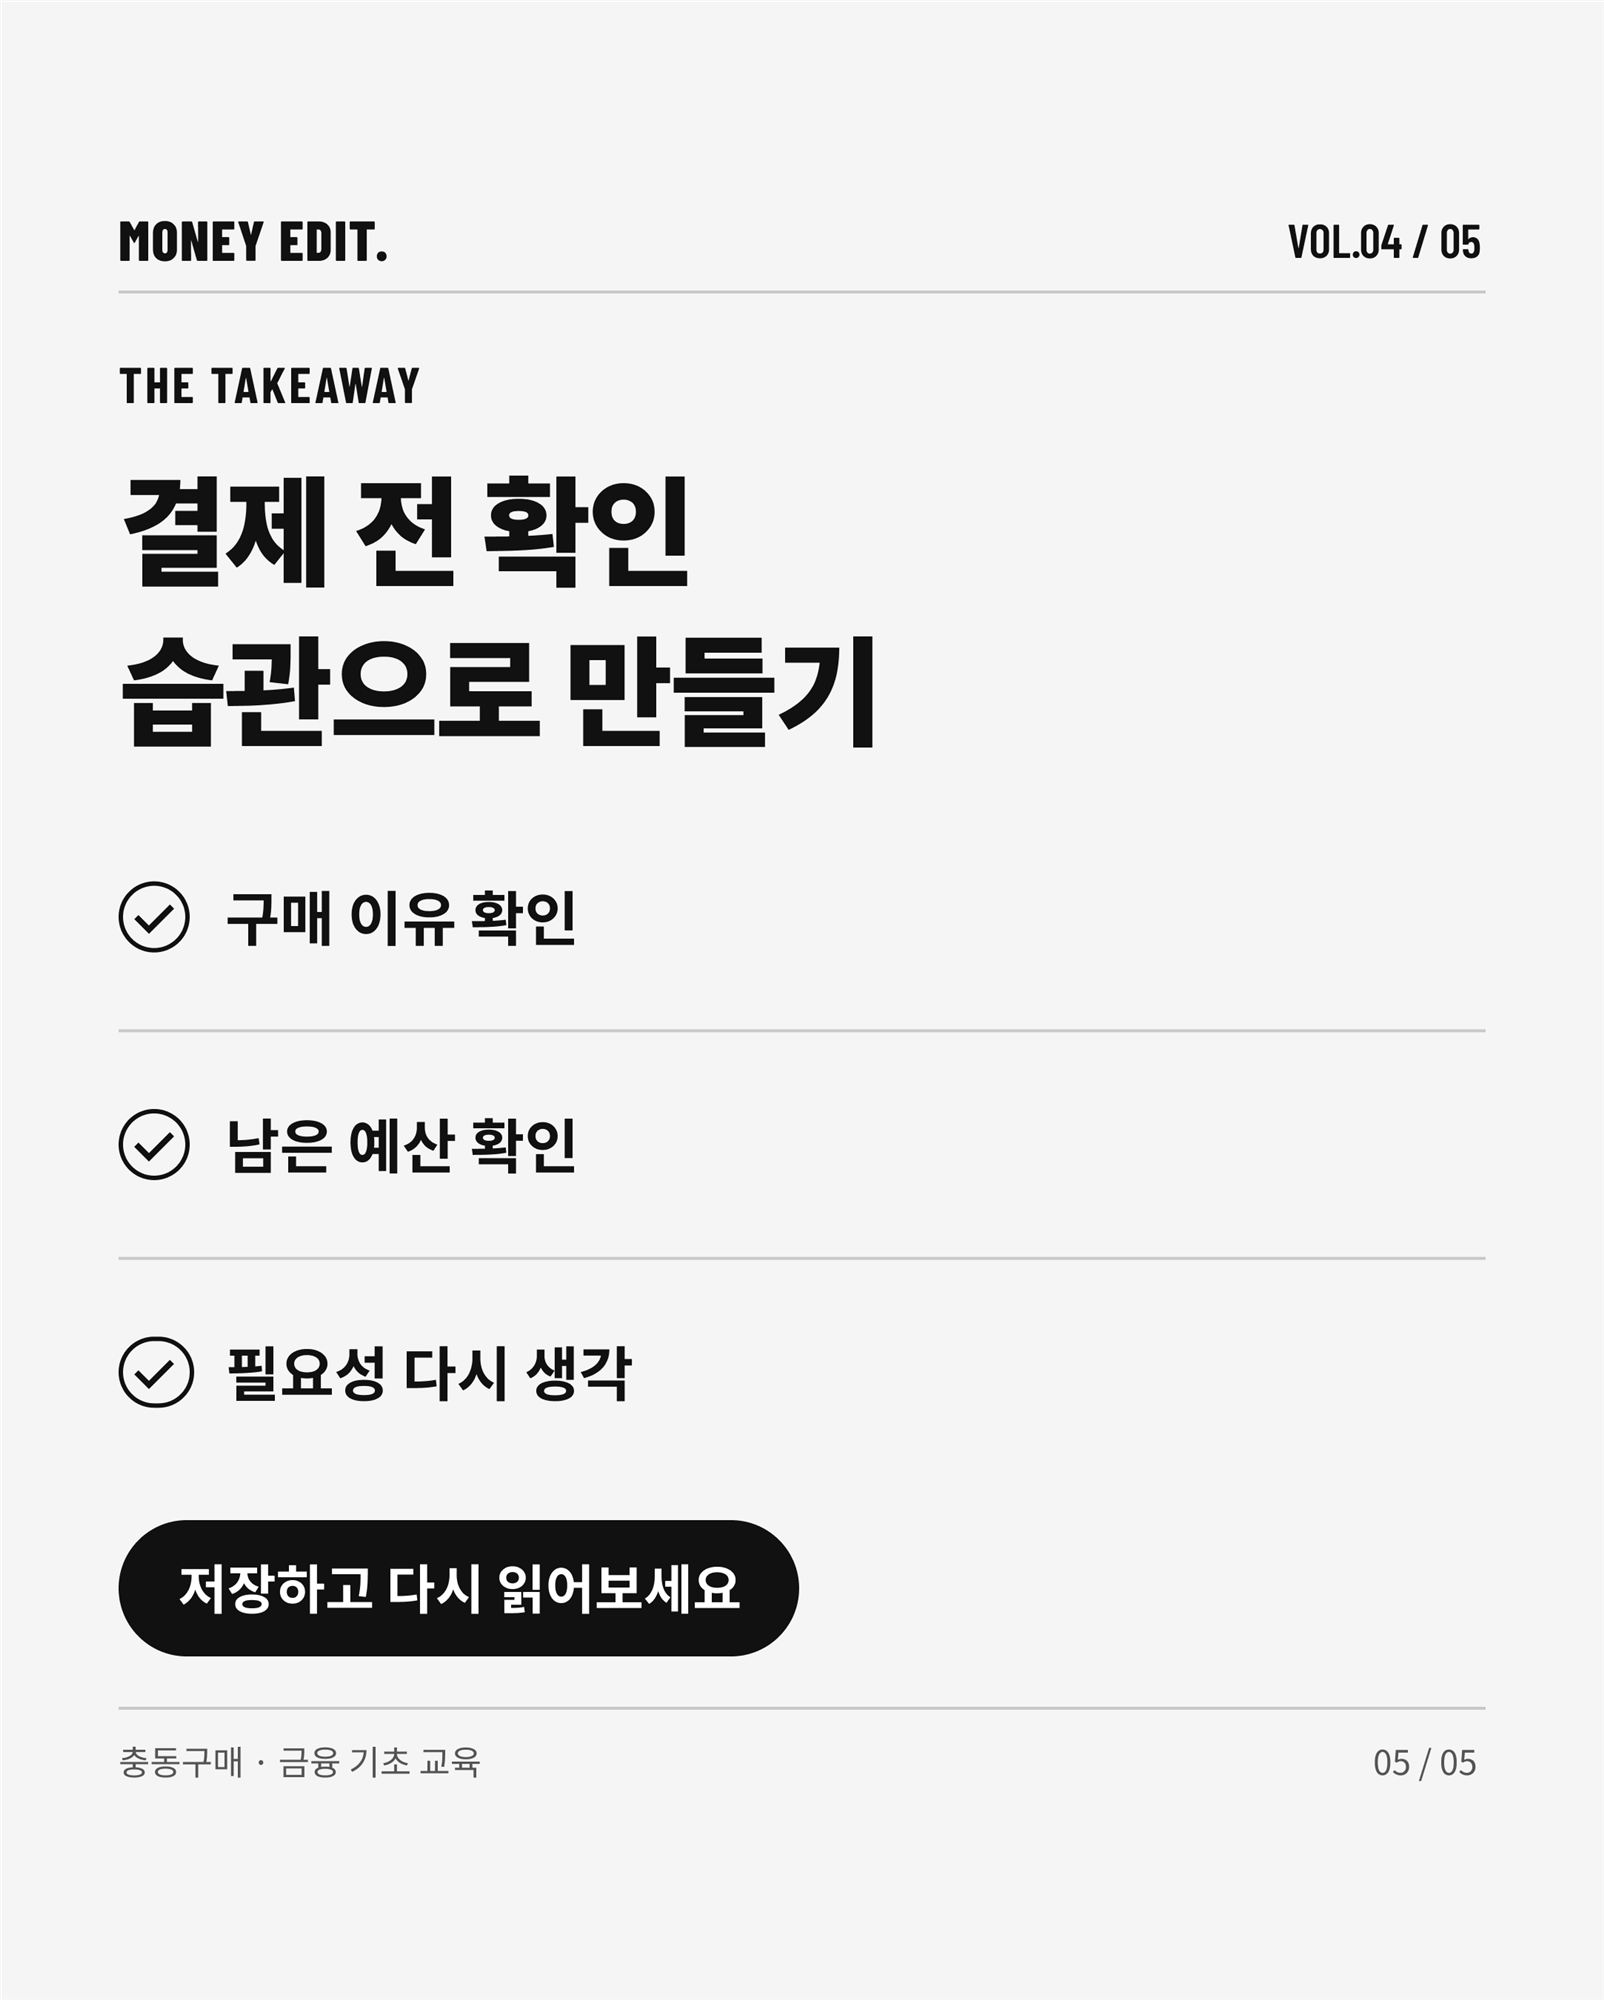 MONEY EDIT.
VOL.04 / 05
THE TAKEAWAY
결제 전 확인
습관으로 만들기
구매 이유 확인
남은 예산 확인
필요성 다시 생각
저장하고 다시 읽어보세요
충동구매 · 금융 기초 교육
05 / 05